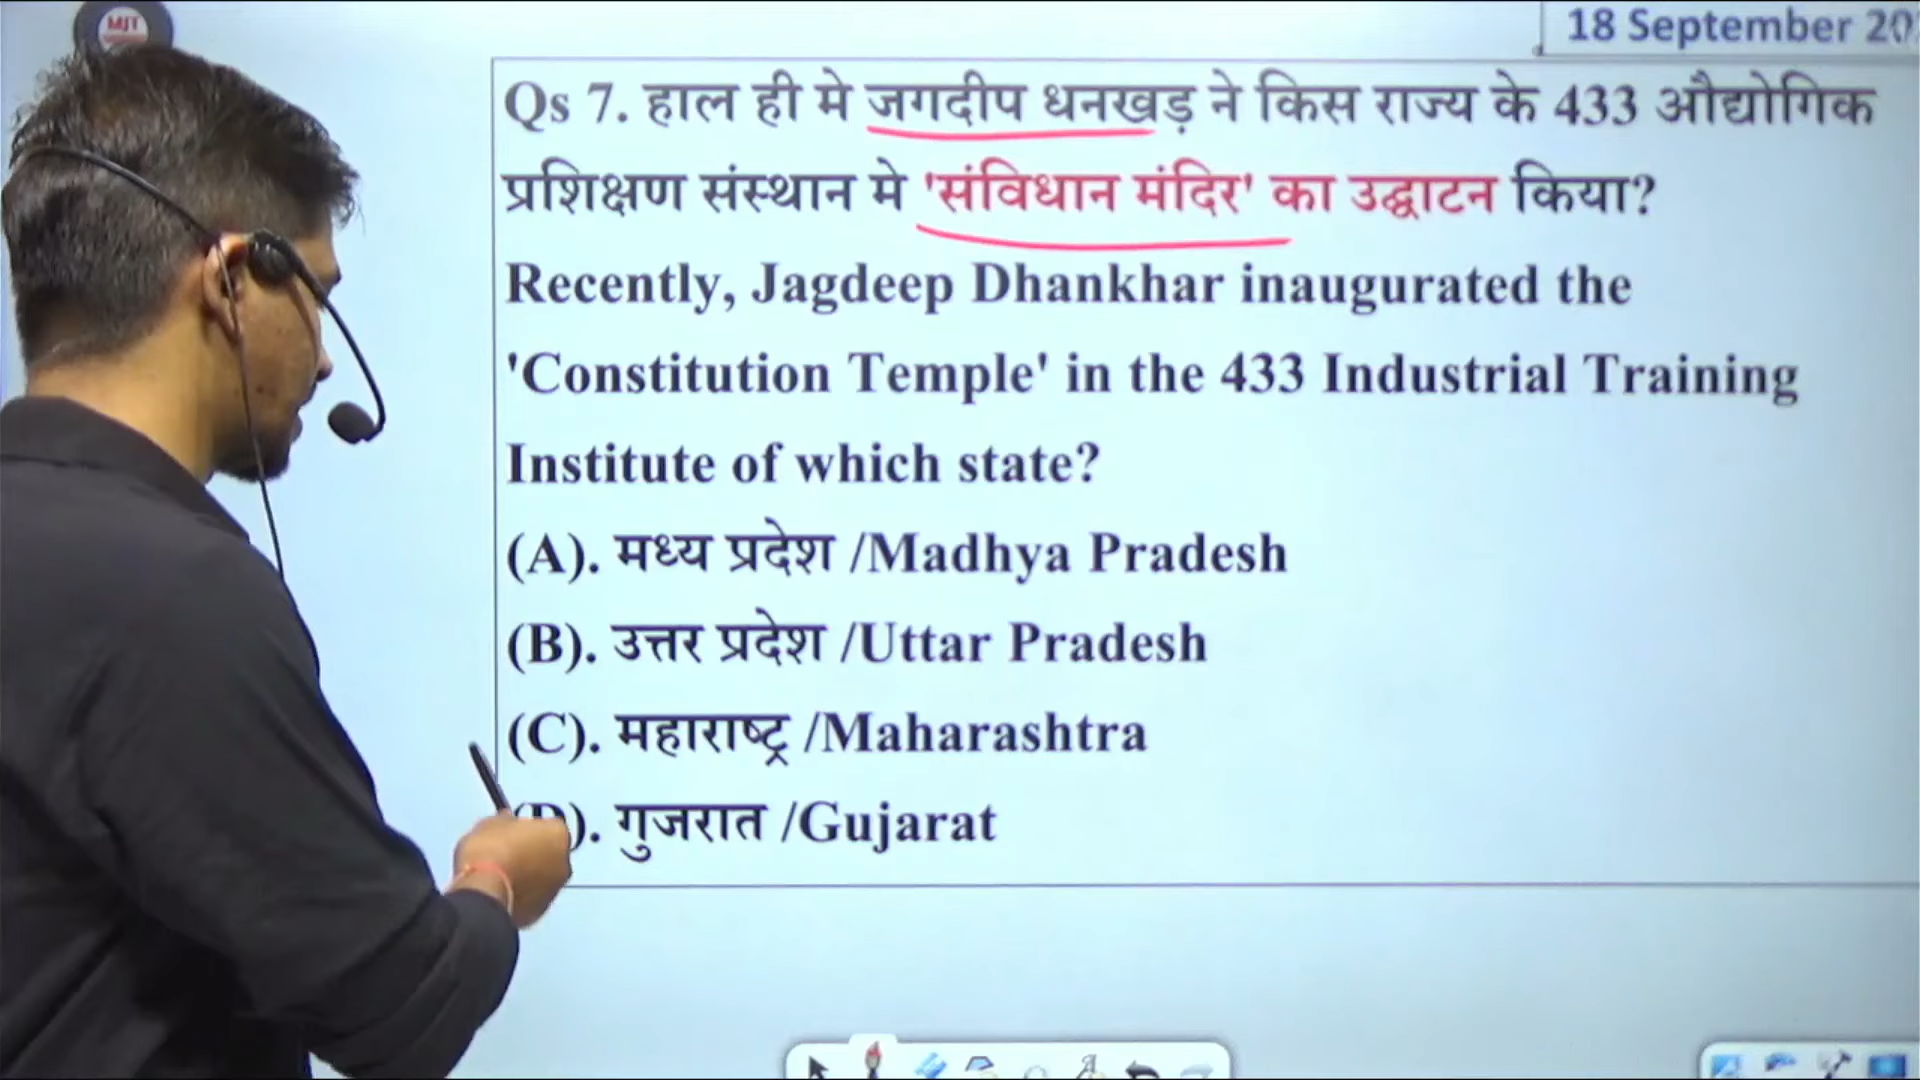 MJT
18 September 20
Qs 7. हाल ही मे जगदीप धनखड़ ने किस राज्य के 433 औद्योगिक
प्रशिक्षण संस्थान मे 'संविधान मंदिर' का उद्घाटन किया?
Recently, Jagdeep Dhankhar inaugurated the
'Constitution Temple' in the 433 Industrial Training
Institute of which state?
(A). मध्य प्रदेश /Madhya Pradesh
(B). उत्तर प्रदेश /Uttar Pradesh
(C). महाराष्ट्र /Maharashtra
(D). गुजरात /Gujarat